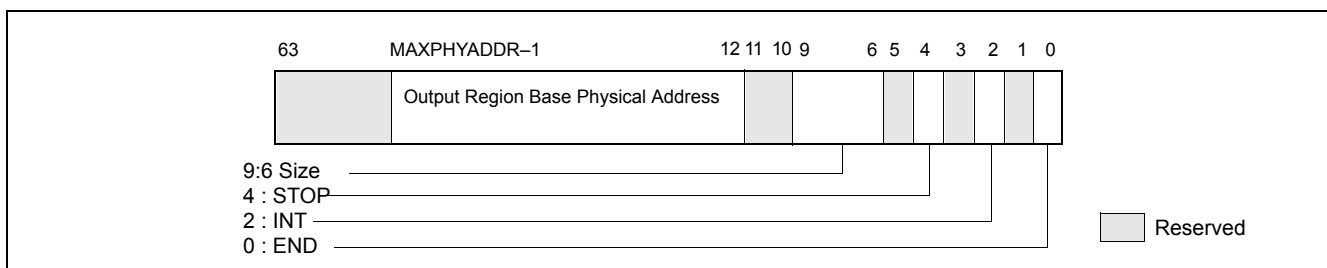 63 MAXPHYADDR–1 12 11 10 9 6 5 4 3 2 1 0
Output Region Base Physical Address
9:6 Size
4 : STOP
2 : INT
0 : END
Reserved